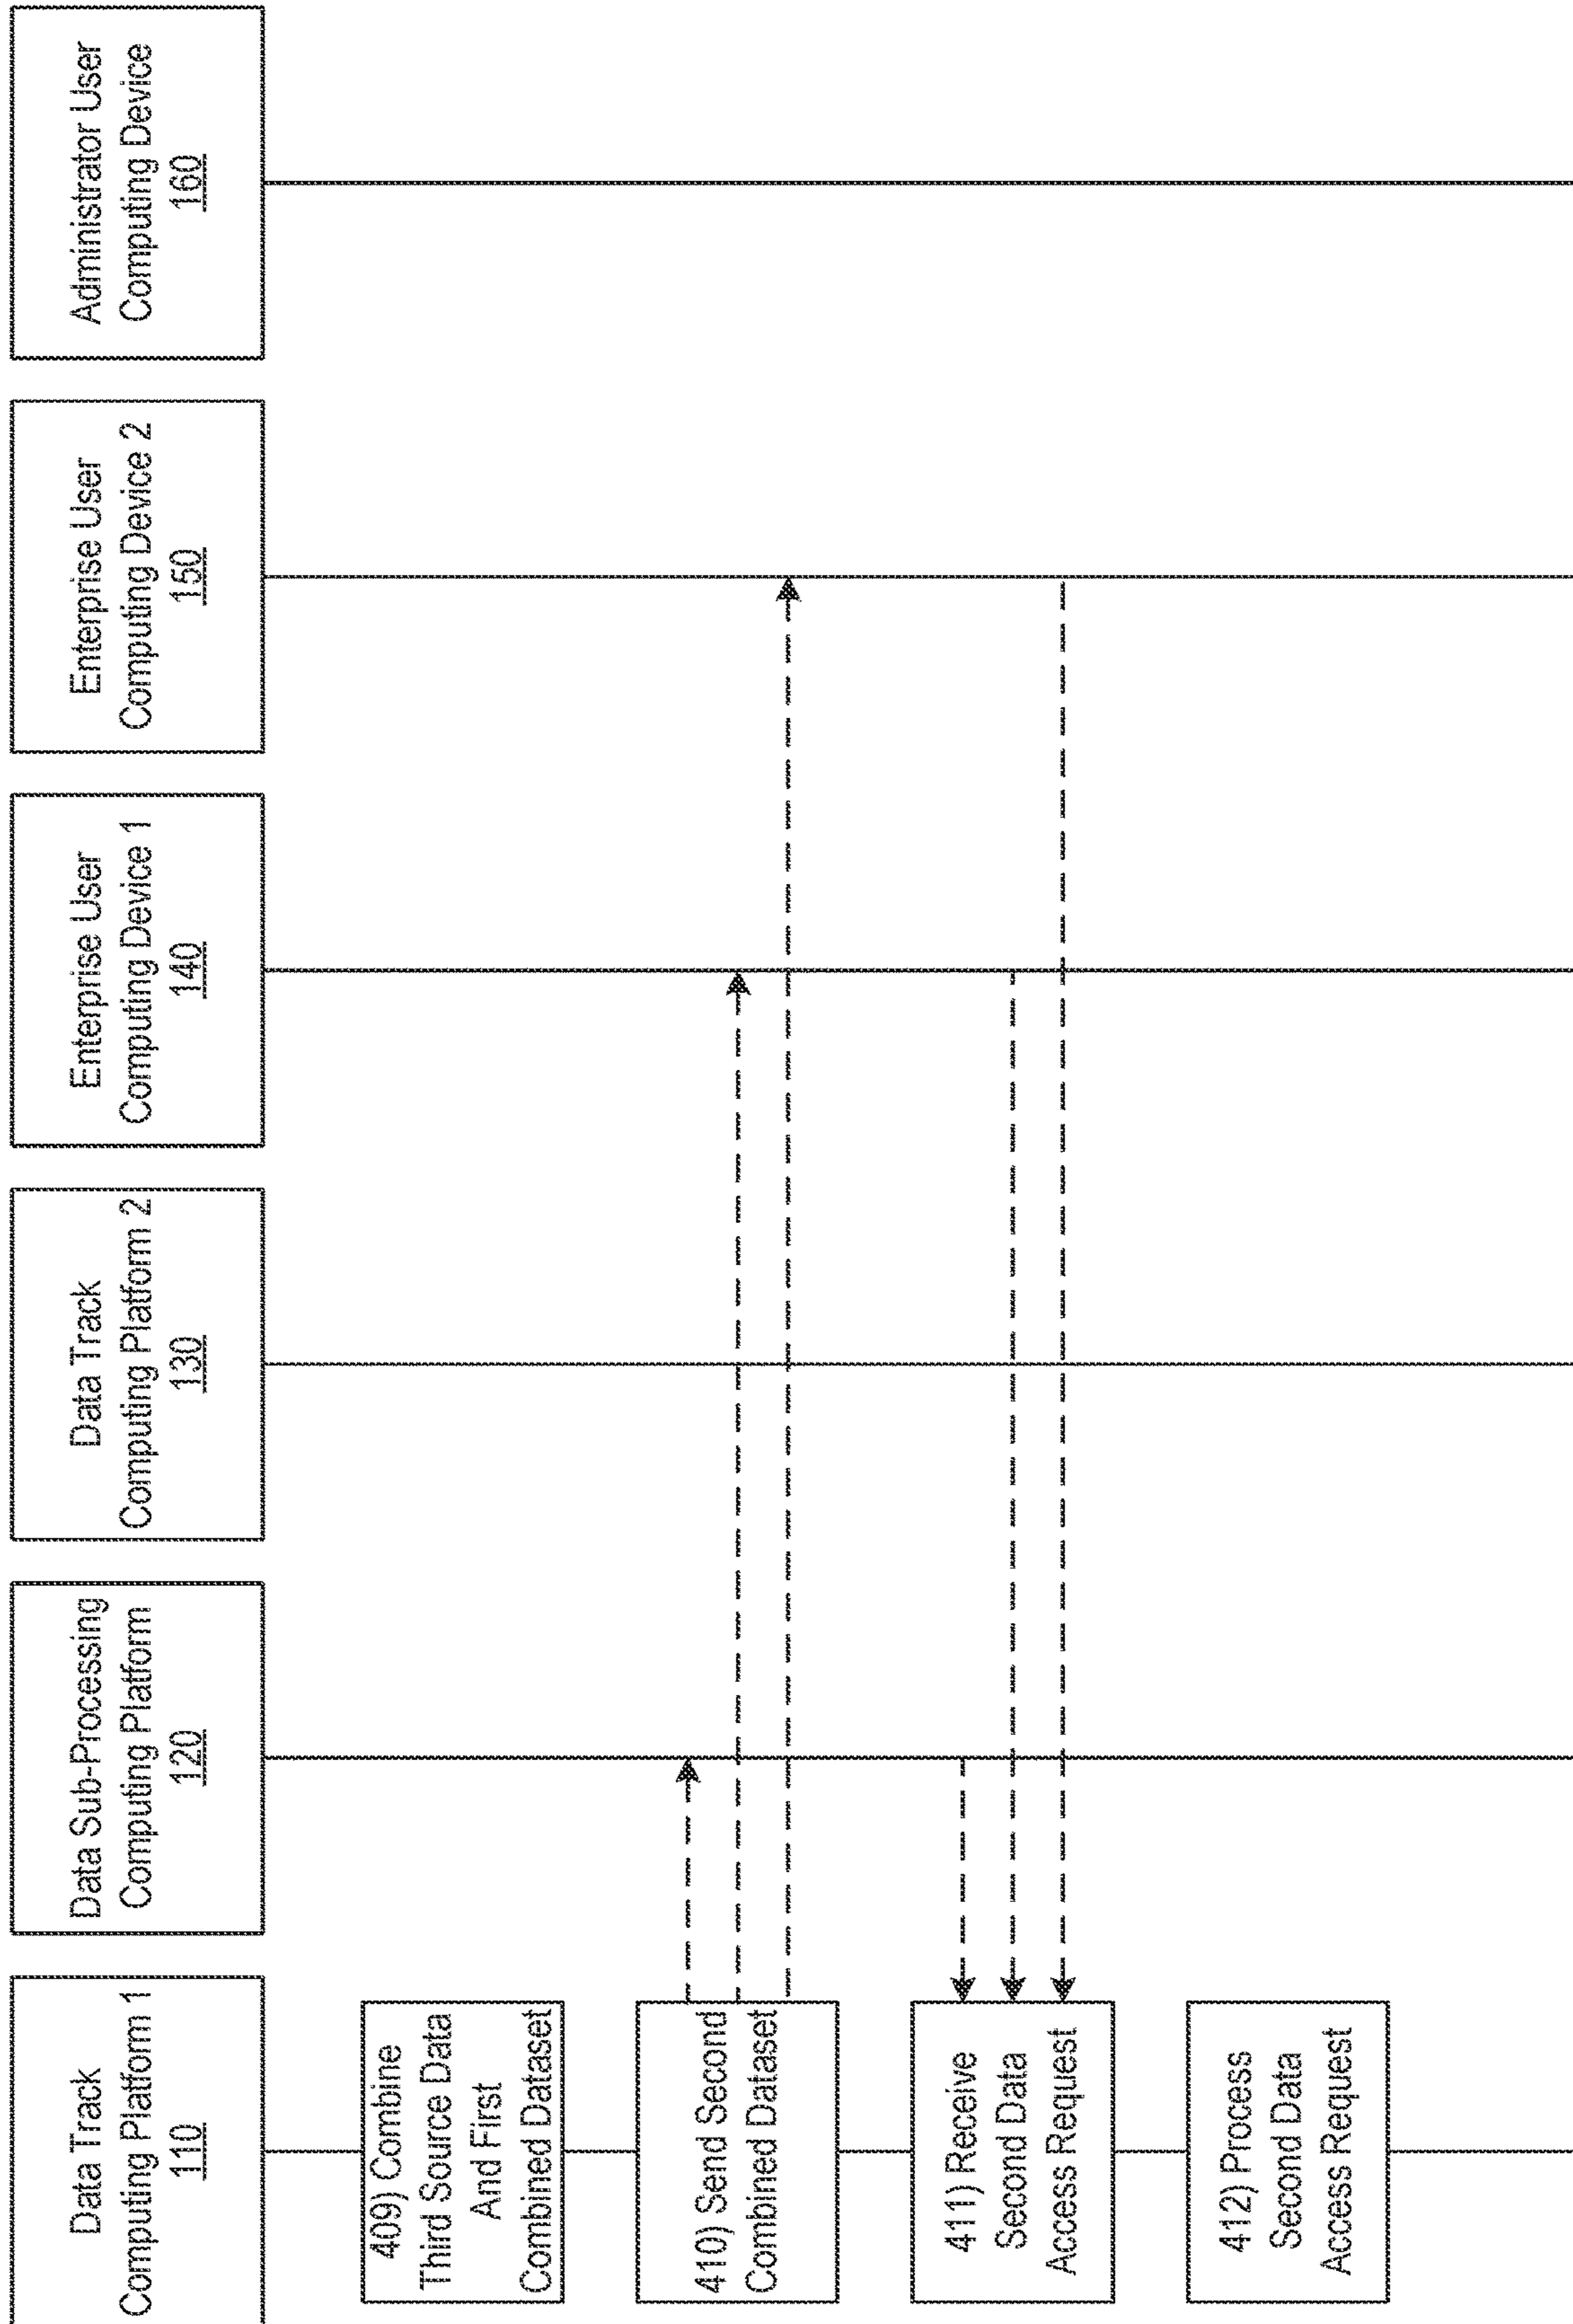 Data Track
Computing Platform 1
110
Data Sub-Processing
Computing Platform
120
Data Track
Computing Platform 2
130
Enterprise User
Computing Device 1
140
Enterprise User
Computing Device 2
150
Administrator User
Computing Device
160
409) Combine
Third Source Data
And First
Combined Dataset
410) Send Second
Combined Dataset
411) Receive
Second Data
Access Request
412) Process
Second Data
Access Request